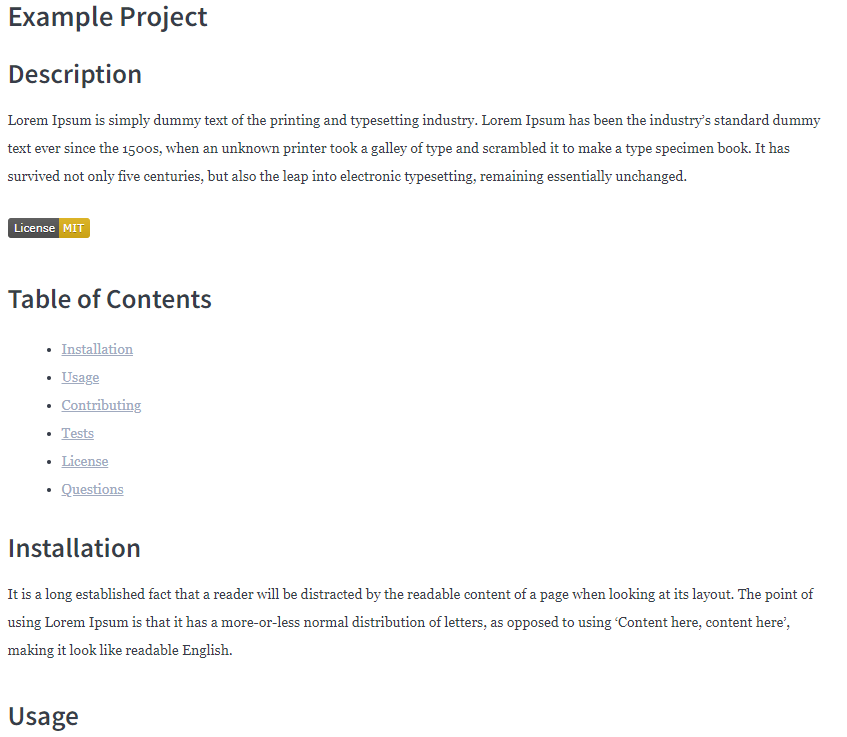 Example Project
Description
Lorem Ipsum is simply dummy text of the printing and typesetting industry. Lorem Ipsum has been the industry’s standard dummy
text ever since the 1500s, when an unknown printer took a galley of type and scrambled it to make a type specimen book. It has
survived not only five centuries, but also the leap into electronic typesetting, remaining essentially unchanged.
License MIT
Table of Contents
• Installation
• Usage
• Contributing
• Tests
• License
• Questions
Installation
It is a long established fact that a reader will be distracted by the readable content of a page when looking at its layout. The point of
using Lorem Ipsum is that it has a more-or-less normal distribution of letters, as opposed to using ‘Content here, content here’,
making it look like readable English.
Usage